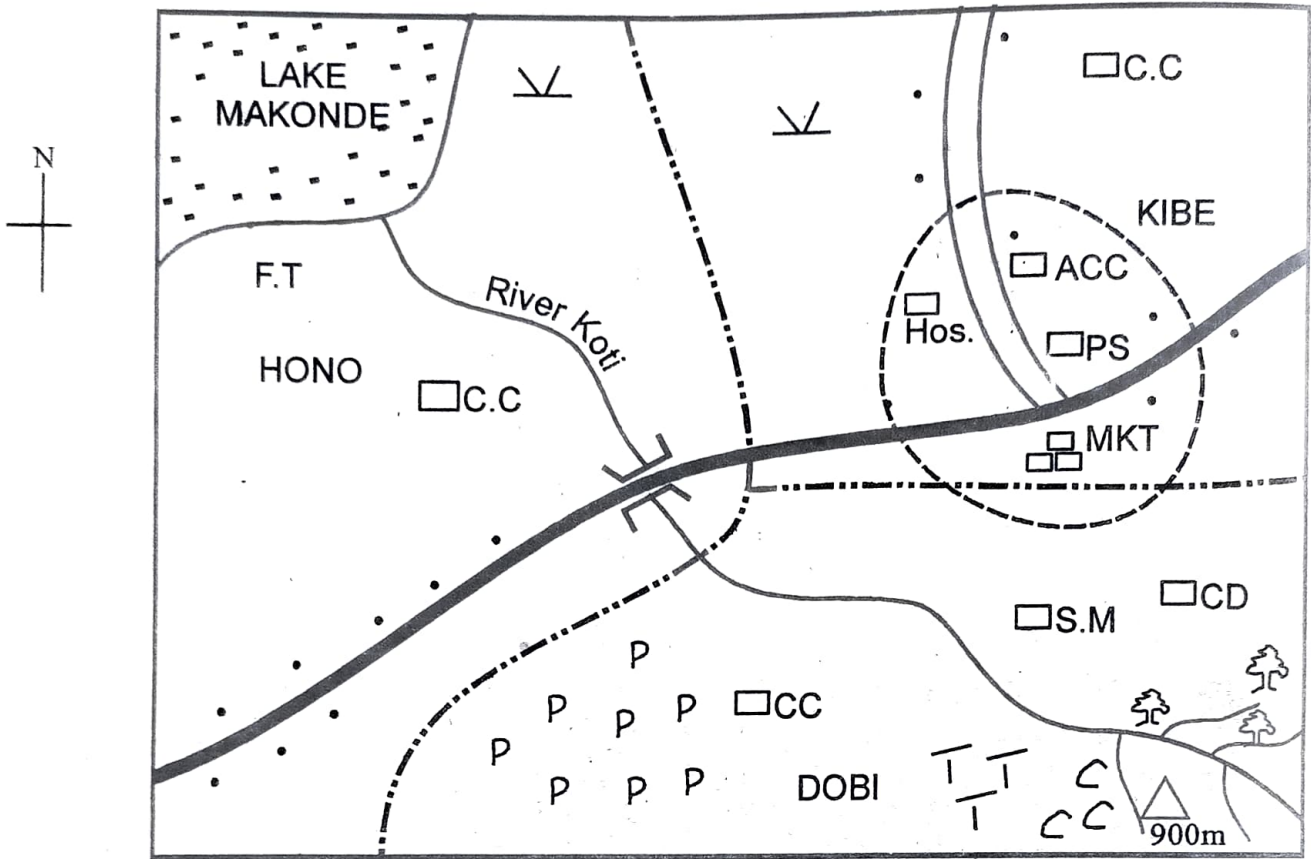 LAKE
MAKONDE
C.C
N
KIBE
F.T
River Koti
ACC
Hos.
PS
HONO
C.C
MKT
S.M
CD
P
P P P
P
CC
P P P
DOBI
T T
T
C
C C
900m